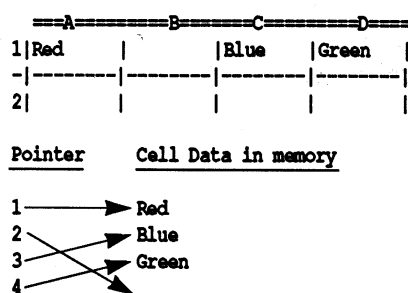 ===A=========B=======C=========D====
1|Red | |Blue |Green |
-|--------|--------|--------|--------|
2| | | | |
Pointer Cell Data in memory
1 Red
2 Blue
3 Green
4